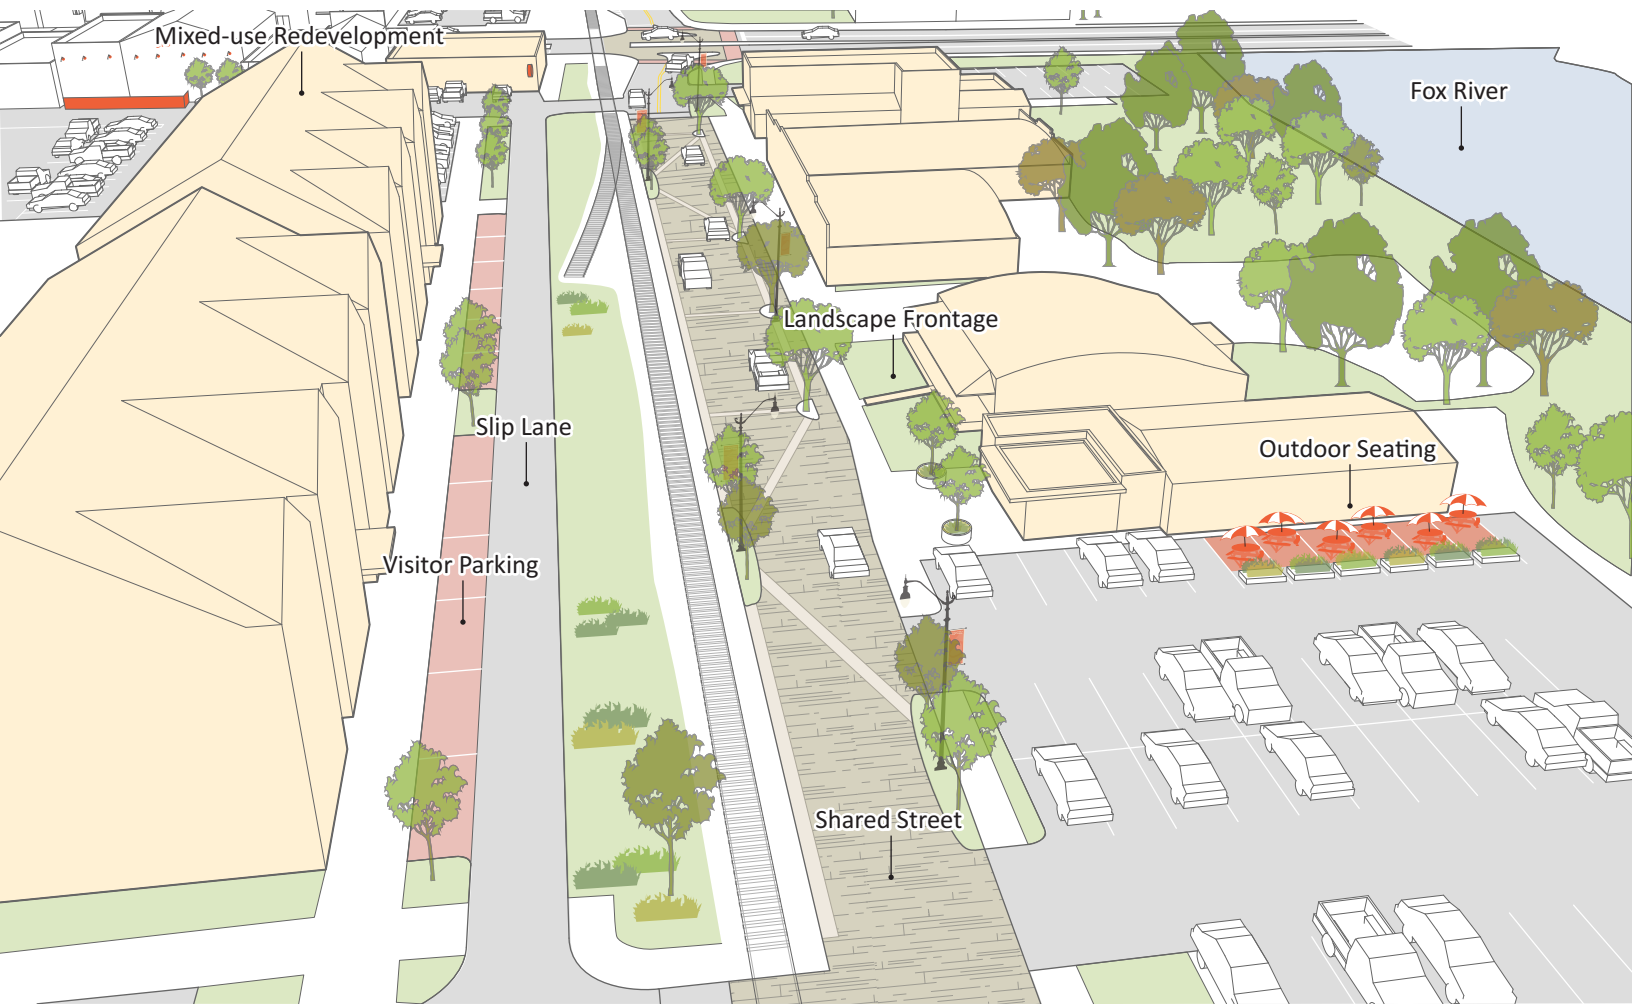 Mixed-use Redevelopment
Fox River
Landscape Frontage
Slip Lane
Outdoor Seating
Visitor Parking
Shared Street